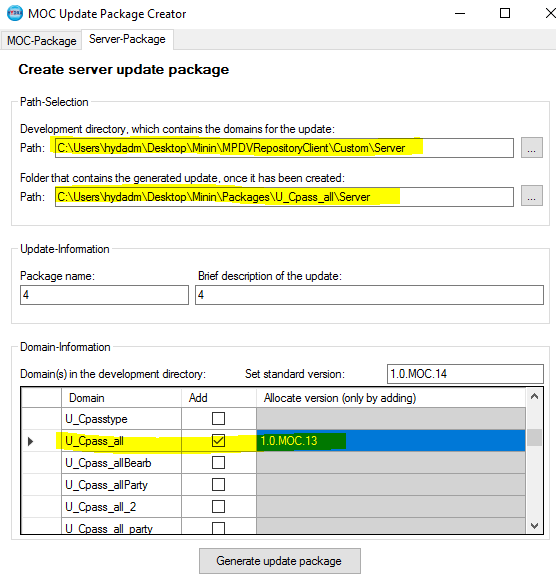 HYDRA
MOC Update Package Creator
MOC-Package Server-Package
Create server update package
Path-Selection
Development directory, which contains the domains for the update:
Path: C:\Users\hydadm\Desktop\Minin\MPDVRepositoryClient\Custom\Server ...
Folder that contains the generated update, once it has been created:
Path: C:\Users\hydadm\Desktop\Minin\Packages\U_Cpass_all\Server ...
Update-Information
Package name: Brief description of the update:
4 4
Domain-Information
Domain(s) in the development directory: Set standard version: 1.0.MOC.14
Domain Add Allocate version (only by adding)
U_Cpasstype
U_Cpass_all 1.0.MOC.13
U_Cpass_allBearb
U_Cpass_allParty
U_Cpass_all_2
U_Cpass_all_party
Generate update package